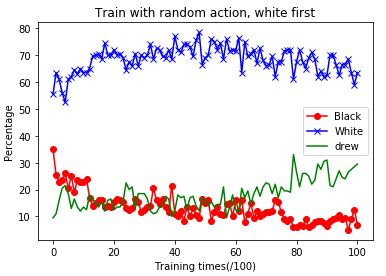 Train with random action, white first
Percentage
80
70
60
50
40
30
20
10
Black
White
drew
0
20
40
60
80
100
Training times(/100)